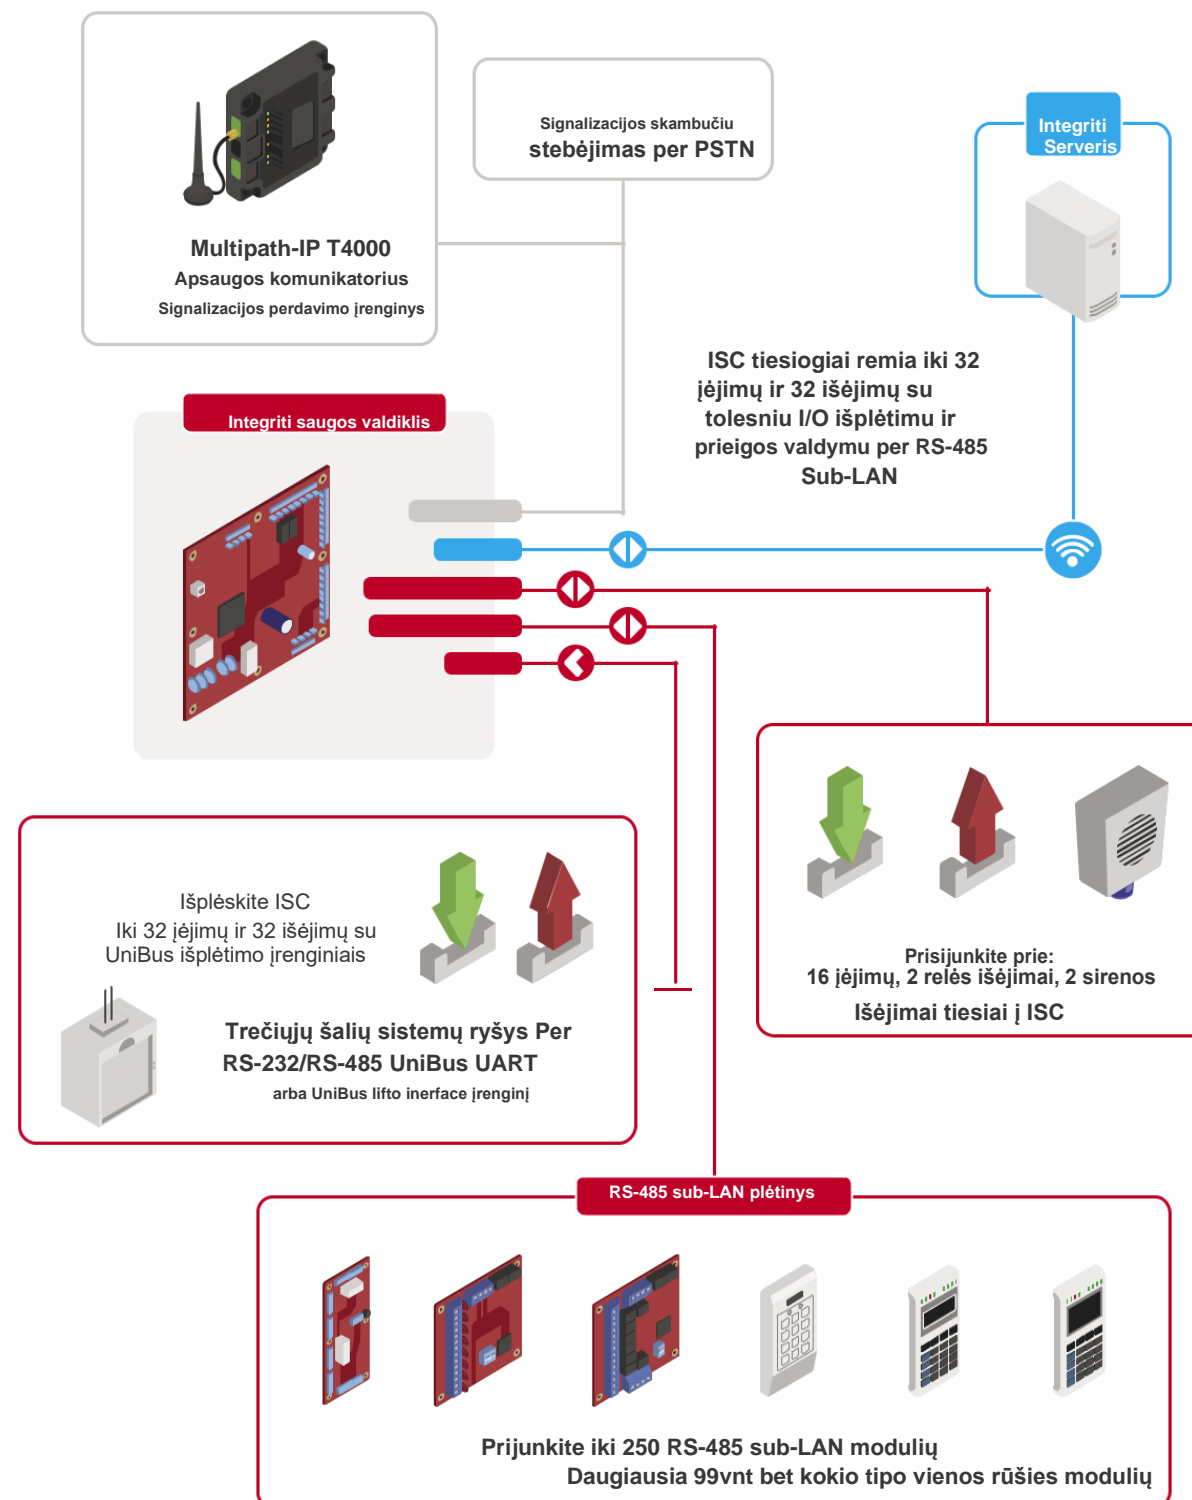 Multipath-IP T4000
Apsaugos komunikatorius
Signalizacijos perdavimo įrenginys
Signalizacijos skambučiu
stebėjimas per PSTN
Integriti
Serveris
ISC tiesiogiai remia iki 32
įėjimų ir 32 išėjimų su
tolesniu I/O išplėtimu ir
prieigos valdymu per RS-485
Sub-LAN
Integriti saugos valdiklis
Išplėskite ISC
Iki 32 įėjimų ir 32 išėjimų su
UniBus išplėtimo įrenginiais
Trečiųjų šalių sistemų ryšys Per
RS-232/RS-485 UniBus UART
arba UniBus lifto inerface įrenginį
Prisijunkite prie:
16 įėjimų, 2 relės išėjimai, 2 sirenos
Išėjimai tiesiai į ISC
RS-485 sub-LAN plėtinys
Prijunkite iki 250 RS-485 sub-LAN modulių
Daugiausia 99vnt bet kokio tipo vienos rūšies modulių